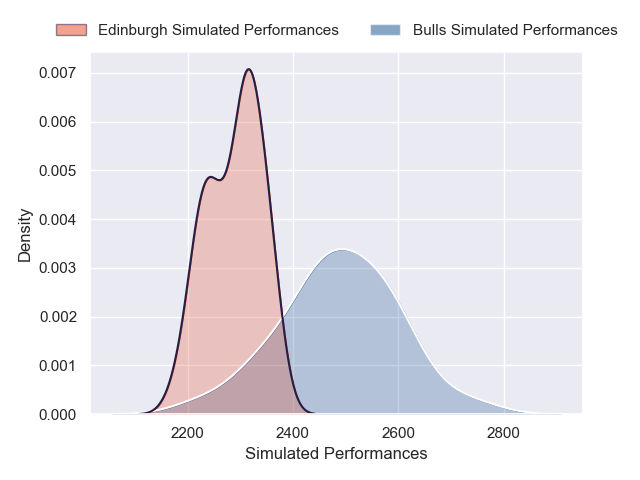 Edinburgh Simulated Performances Bulls Simulated Performances
0.007
0.006
0.005
0.004
0.003
0.002
0.001
0.000
Density
2200 2400 2600 2800
Simulated Performances